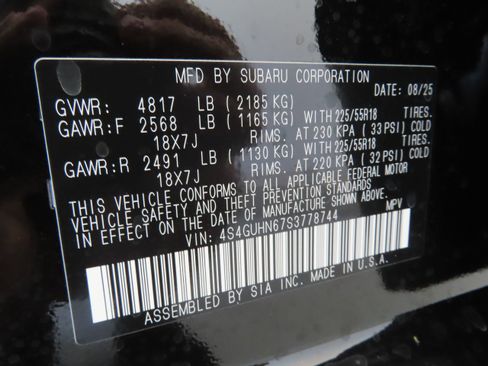 MFD BY SUBARU CORPORATION
DATE: 08/25
GVWR: 4817 LB (2185 KG)
GAWR:F 2568 LB (1165 KG) WITH 225/55R18 TIRES.
18X7J RIMS. AT 230 KPA (33 PSI) COLD
GAWR:R 2491 LB (1130 KG) WITH 225/55R18 TIRES.
18X7J RIMS. AT 220 KPA (32 PSI) COLD
THIS VEHICLE CONFORMS TO ALL APPLICABLE FEDERAL MOTOR
VEHICLE SAFETY AND THEFT PREVENTION STANDARDS
IN EFFECT ON THE DATE OF MANUFACTURE SHOWN ABOVE.
VIN: 4S4GUHN67S3778744 MPV
ASSEMBLED BY SIA INC. MADE IN U.S.A.